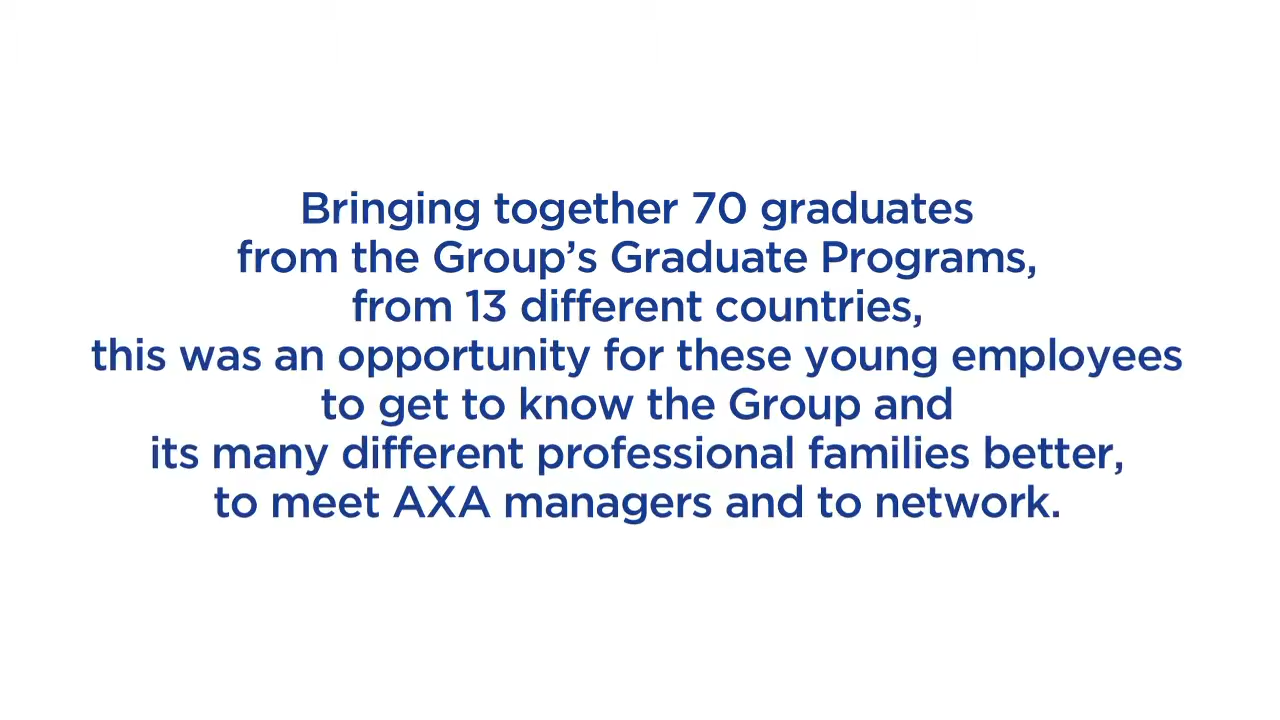 Bringing together 70 graduates
from the Group’s Graduate Programs,
from 13 different countries,
this was an opportunity for these young employees
to get to know the Group and
its many different professional families better,
to meet AXA managers and to network.